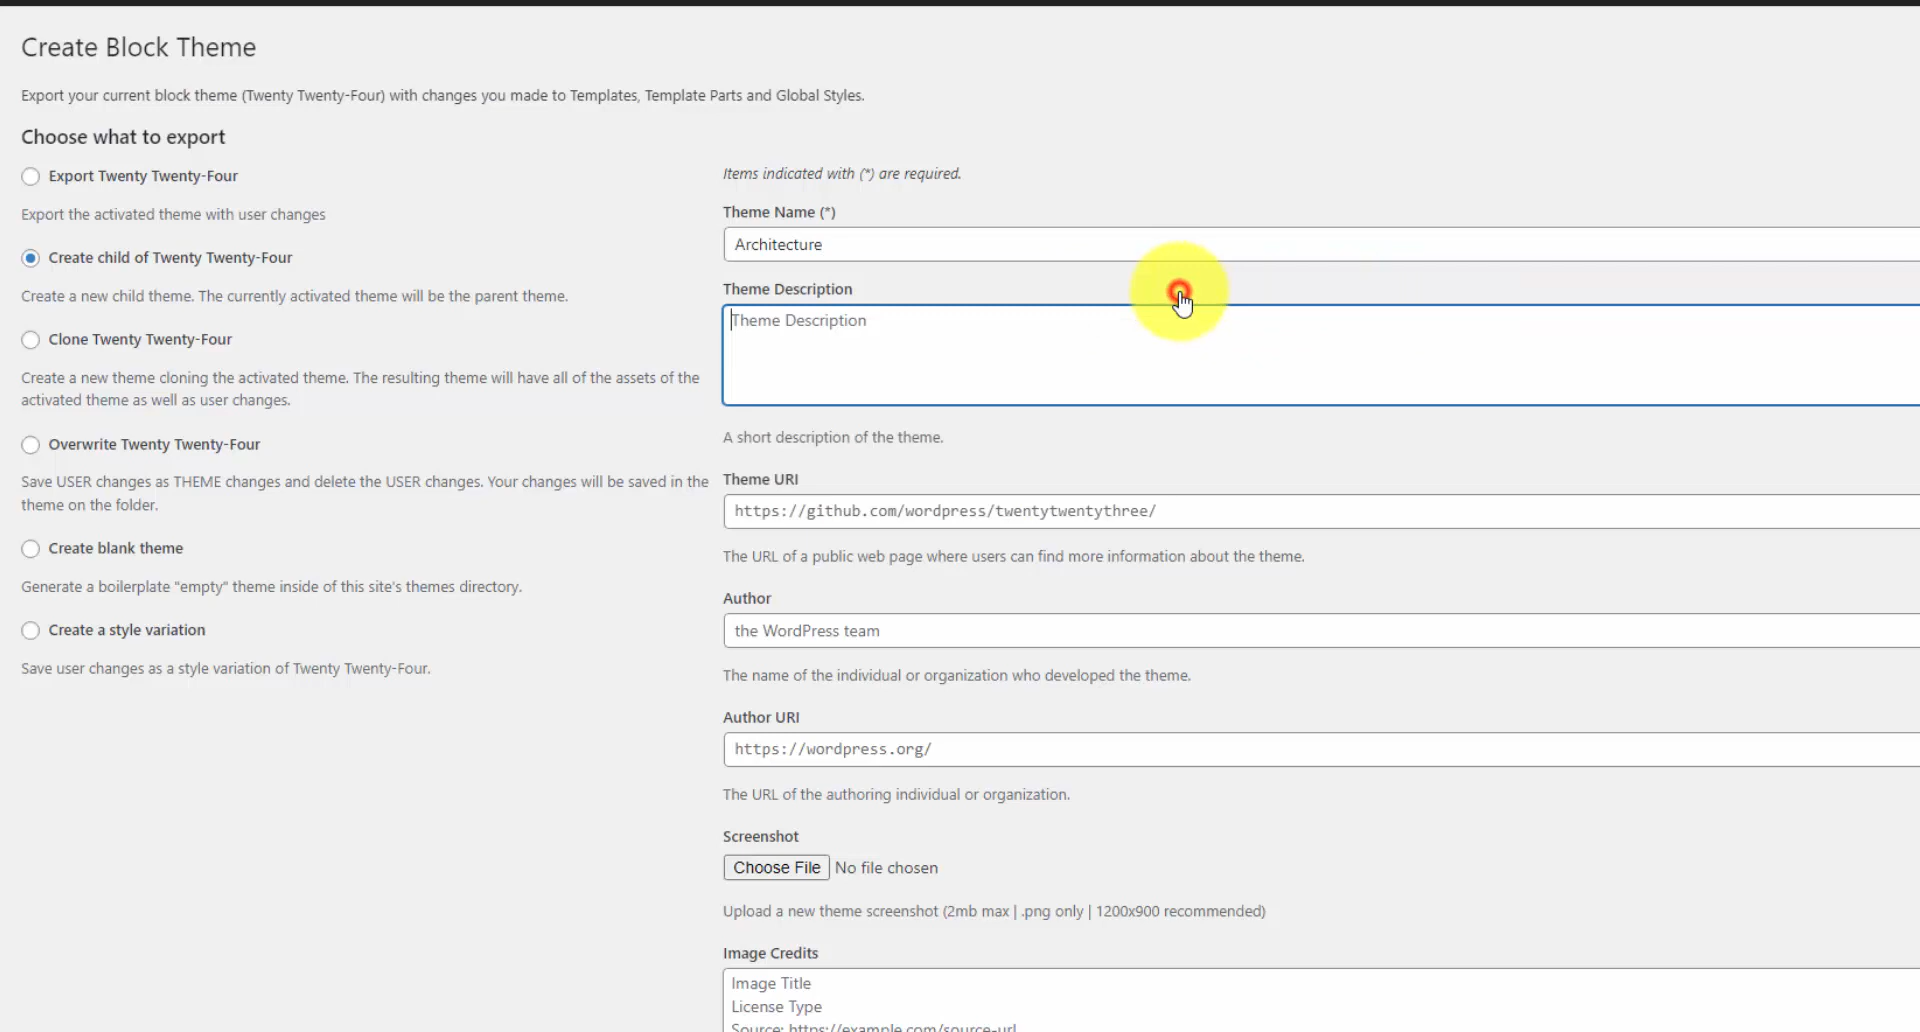 Create Block Theme
Export your current block theme (Twenty Twenty-Four) with changes you made to Templates, Template Parts and Global Styles.
Choose what to export
Export Twenty Twenty-Four
Export the activated theme with user changes
Create child of Twenty Twenty-Four
Create a new child theme. The currently activated theme will be the parent theme.
Clone Twenty Twenty-Four
Create a new theme cloning the activated theme. The resulting theme will have all of the assets of the
activated theme as well as user changes.
Overwrite Twenty Twenty-Four
Save USER changes as THEME changes and delete the USER changes. Your changes will be saved in the
theme on the folder.
Create blank theme
Generate a boilerplate "empty" theme inside of this site's themes directory.
Create a style variation
Save user changes as a style variation of Twenty Twenty-Four.
Items indicated with (*) are required.
Theme Name (*)
Architecture
Theme Description
Theme Description
A short description of the theme.
Theme URI
https://github.com/wordpress/twentytwentythree/
The URL of a public web page where users can find more information about the theme.
Author
the WordPress team
The name of the individual or organization who developed the theme.
Author URI
https://wordpress.org/
The URL of the authoring individual or organization.
Screenshot
Choose File No file chosen
Upload a new theme screenshot (2mb max | .png only | 1200x900 recommended)
Image Credits
Image Title
License Type
Source: https://example.com/source-url